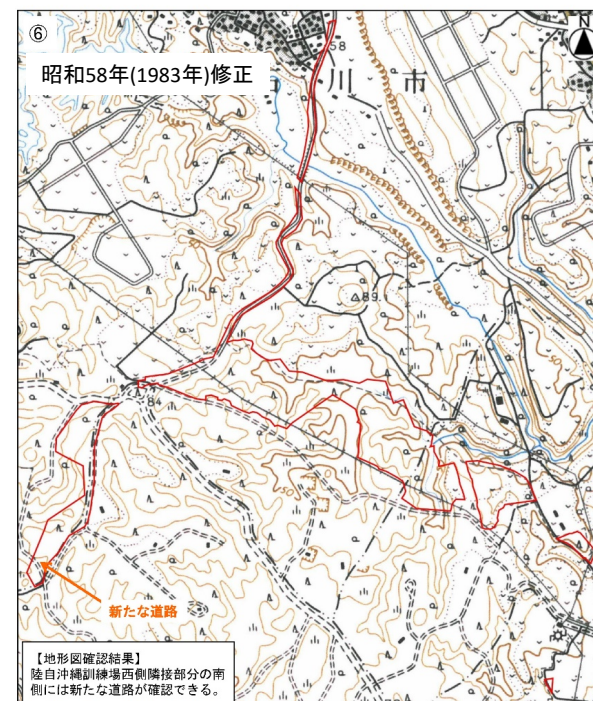 ⑥
N
58
昭和58年(1983年)修正
川 市
89.
84
50
50
新たな道路
【地形図確認結果】
陸自沖縄訓練場西側隣接部分の南
側には新たな道路が確認できる。